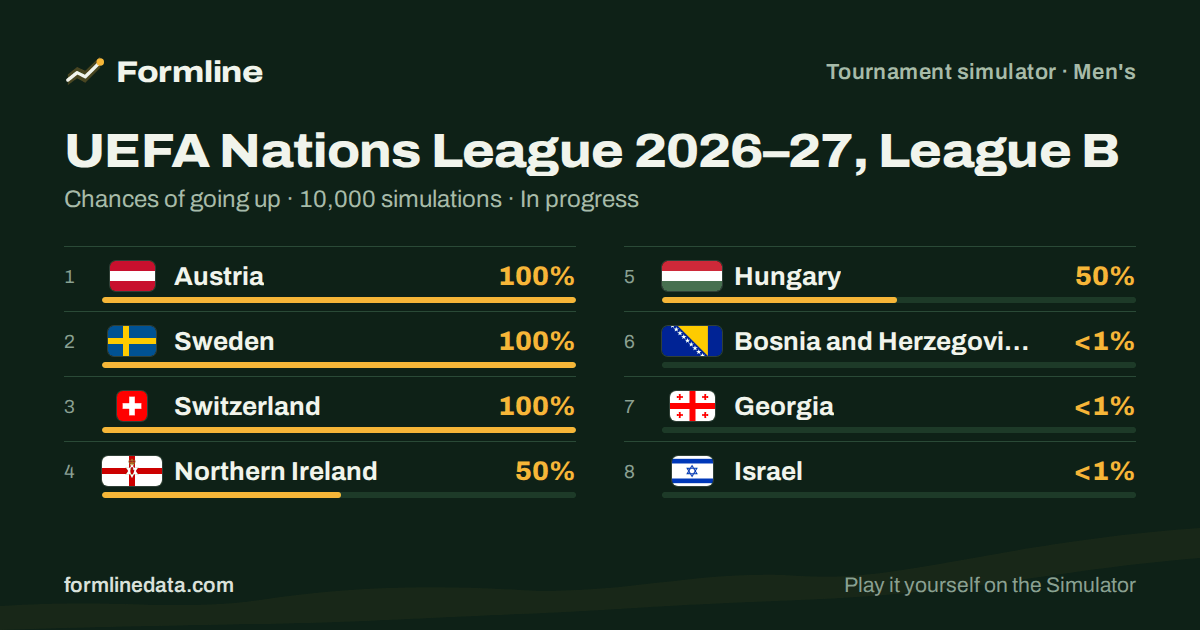 Formline
Tournament simulator · Men's
UEFA Nations League 2026–27, League B
Chances of going up · 10,000 simulations · In progress
1 Austria 100%
2 Sweden 100%
3 Switzerland 100%
4 Northern Ireland 50%
5 Hungary 50%
6 Bosnia and Herzegovi... <1%
7 Georgia <1%
8 Israel <1%
formlinedata.com
Play it yourself on the Simulator